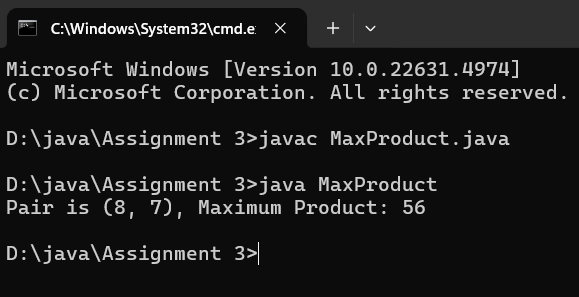 C:\Windows\System32\cmd.e
Microsoft Windows [Version 10.0.22631.4974]
(c) Microsoft Corporation. All rights reserved.
D:\java\Assignment 3>javac MaxProduct.java
D:\java\Assignment 3>java MaxProduct
Pair is (8, 7), Maximum Product: 56
D:\java\Assignment 3>